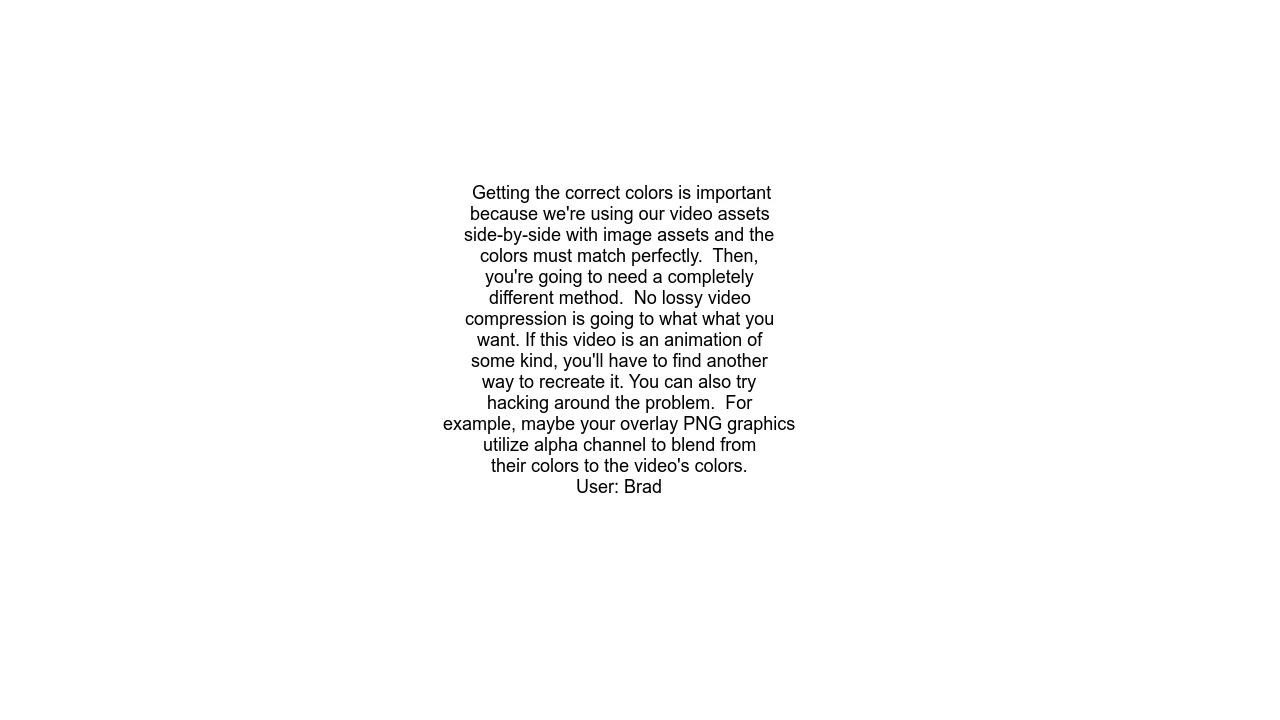 Getting the correct colors is important
because we're using our video assets
side-by-side with image assets and the
colors must match perfectly.  Then,
you're going to need a completely
different method.  No lossy video
compression is going to what what you
want. If this video is an animation of
some kind, you'll have to find another
way to recreate it. You can also try
hacking around the problem.  For
example, maybe your overlay PNG graphics
utilize alpha channel to blend from
their colors to the video's colors.
User: Brad